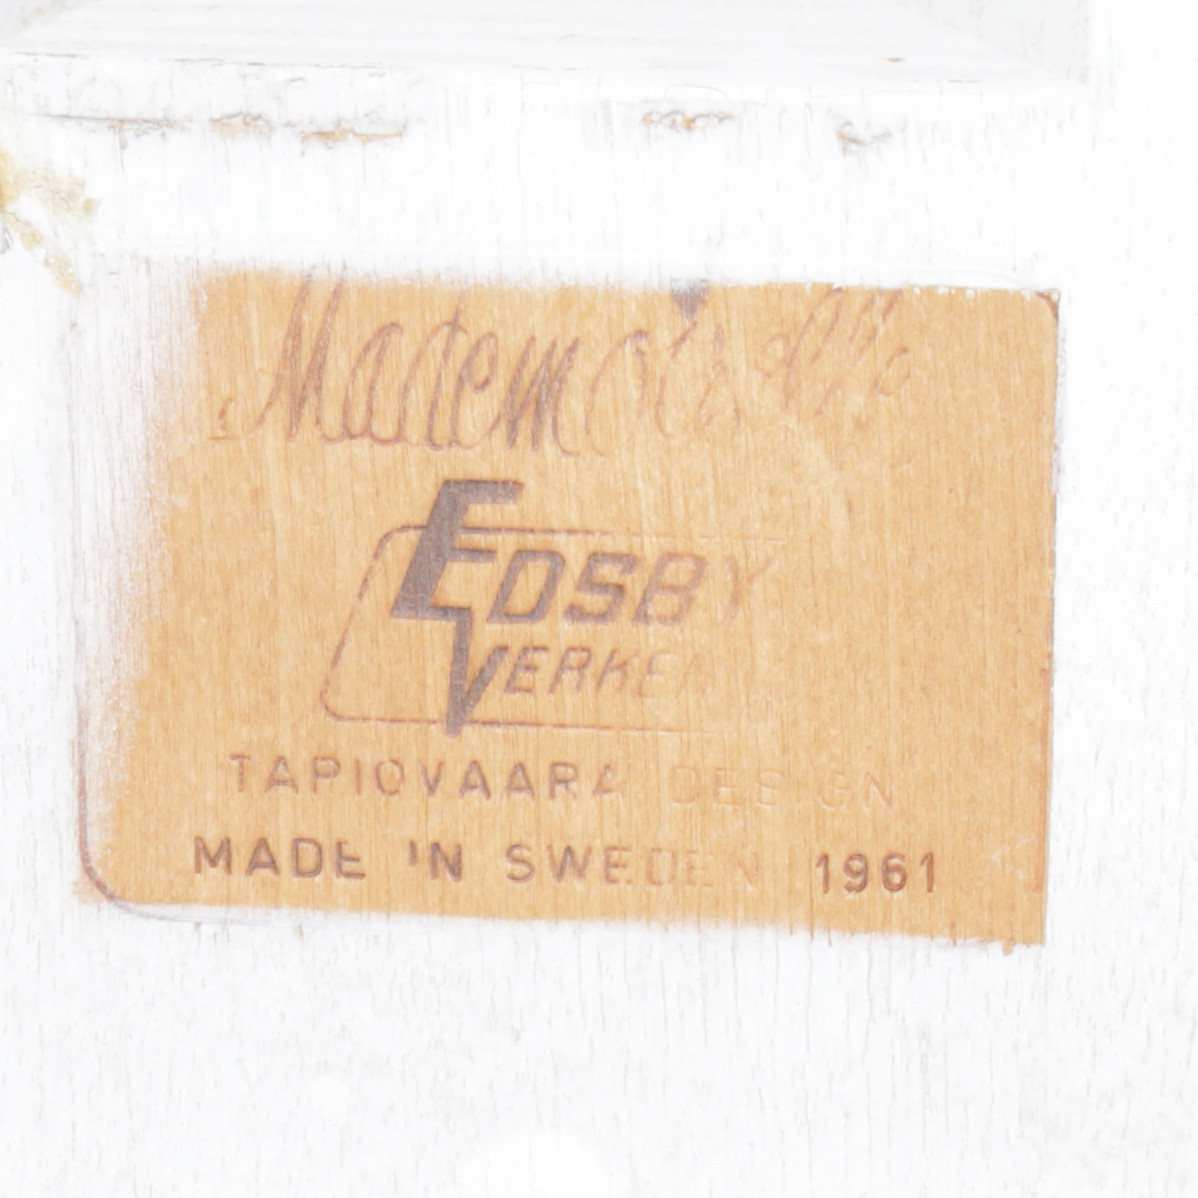 Mademoiselle
EDSBY
VERKEN
TAPIOVAARA DESIGN
MADE IN SWEDEN 1961